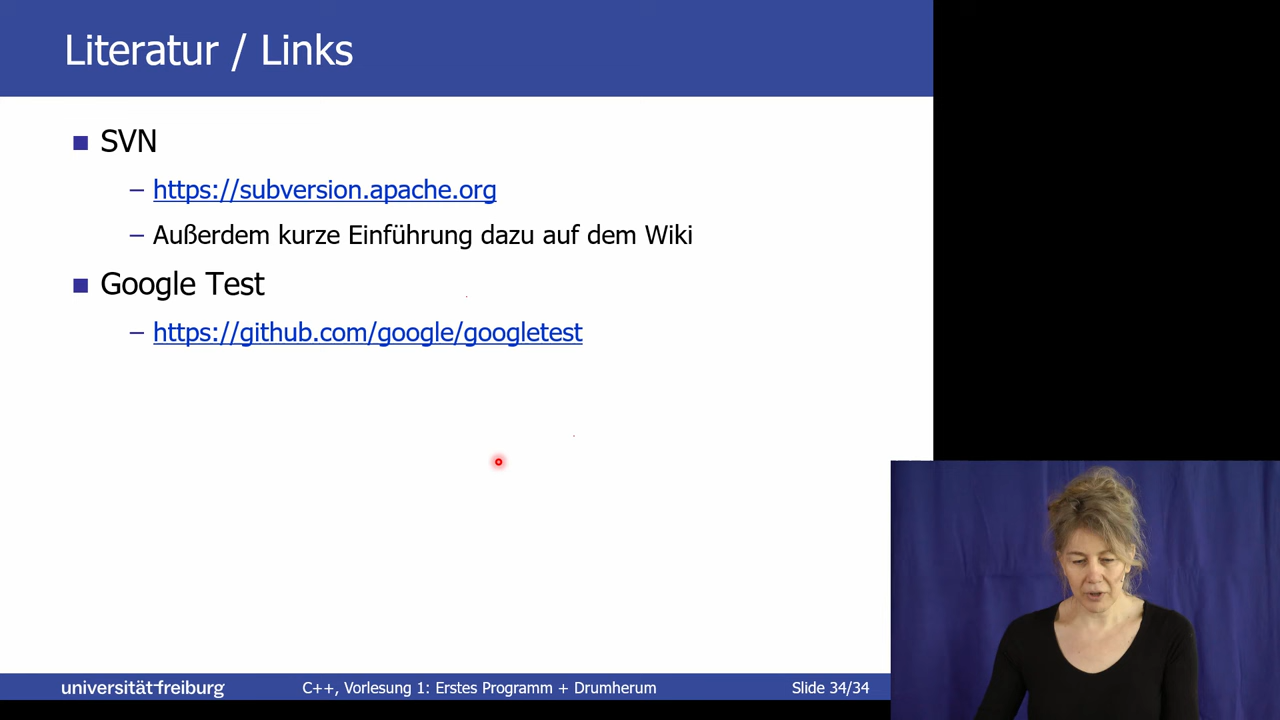 Literatur / Links
SVN
– https://subversion.apache.org
– Außerdem kurze Einführung dazu auf dem Wiki
Google Test
– https://github.com/google/googletest
universität freiburg
C++, Vorlesung 1: Erstes Programm + Drumherum
Slide 34/34